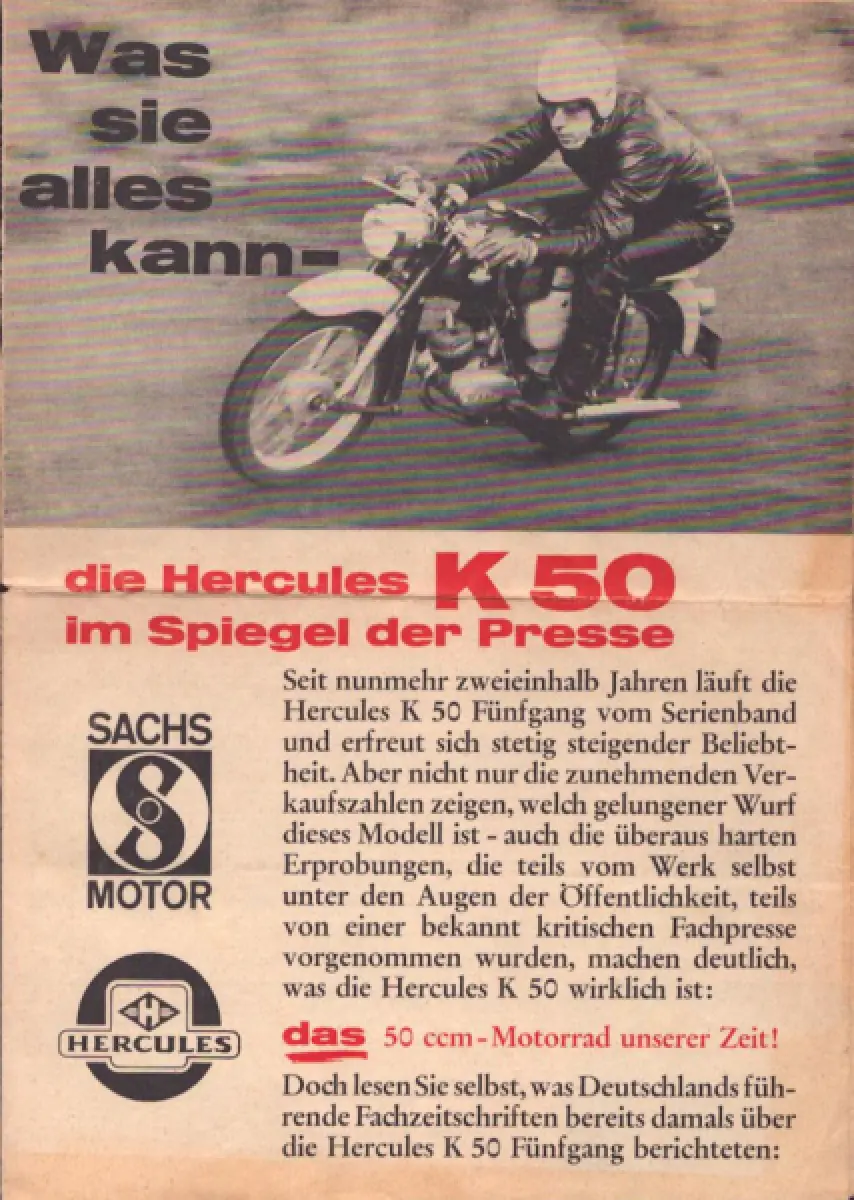 Was
sie
alles
kann-
die Hercules K 50
im Spiegel der Presse
SACHS
MOTOR
H
HERCULES
Seit nunmehr zweieinhalb Jahren läuft die
Hercules K 50 Fünfgang vom Serienband
und erfreut sich stetig steigender Beliebt-
heit. Aber nicht nur die zunehmenden Ver-
kaufszahlen zeigen, welch gelungener Wurf
dieses Modell ist - auch die überaus harten
Erprobungen, die teils vom Werk selbst
unter den Augen der Öffentlichkeit, teils
von einer bekannt kritischen Fachpresse
vorgenommen wurden, machen deutlich,
was die Hercules K 50 wirklich ist:
das 50 ccm-Motorrad unserer Zeit!
Doch lesen Sie selbst, was Deutschlands füh-
rende Fachzeitschriften bereits damals über
die Hercules K 50 Fünfgang berichteten: